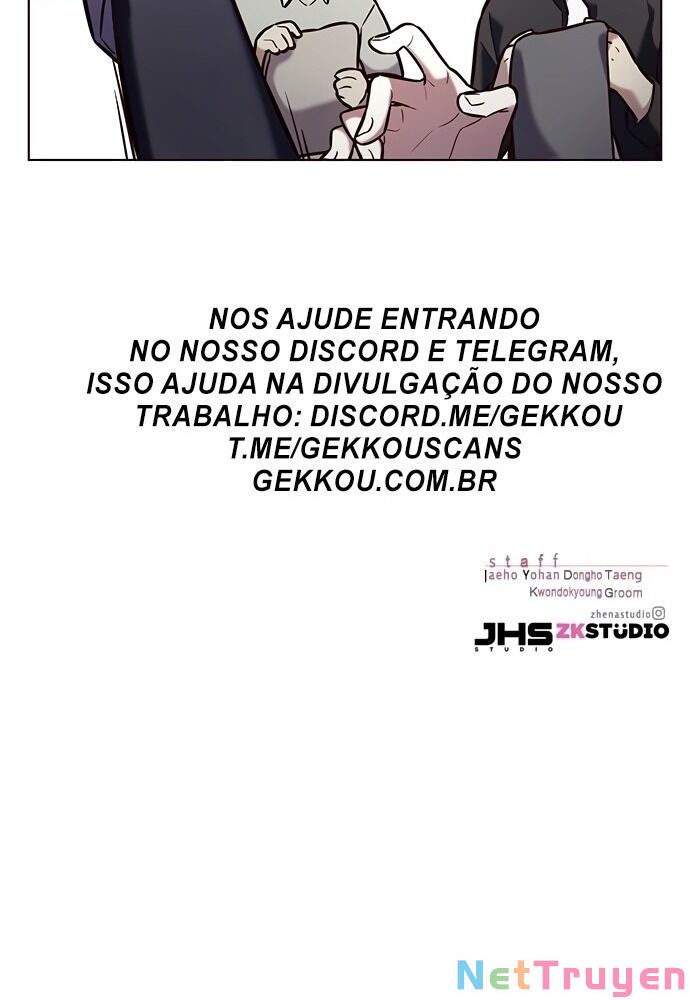 NOS AJUDE ENTRANDO
NO NOSSO DISCORD E TELEGRAM,
ISSO AJUDA NA DIVULGAÇÃO DO NOSSO
TRABALHO: DISCORD.ME/GEKKOU
T.ME/GEKKOUSCANS
GEKKOU.COM.BR
staff
Jaeho Yohan Dongho Taeng
Kwondokyoung Groom
zhenastudio
JHS ZKSTUDIO
STUDIO
NetTruyen